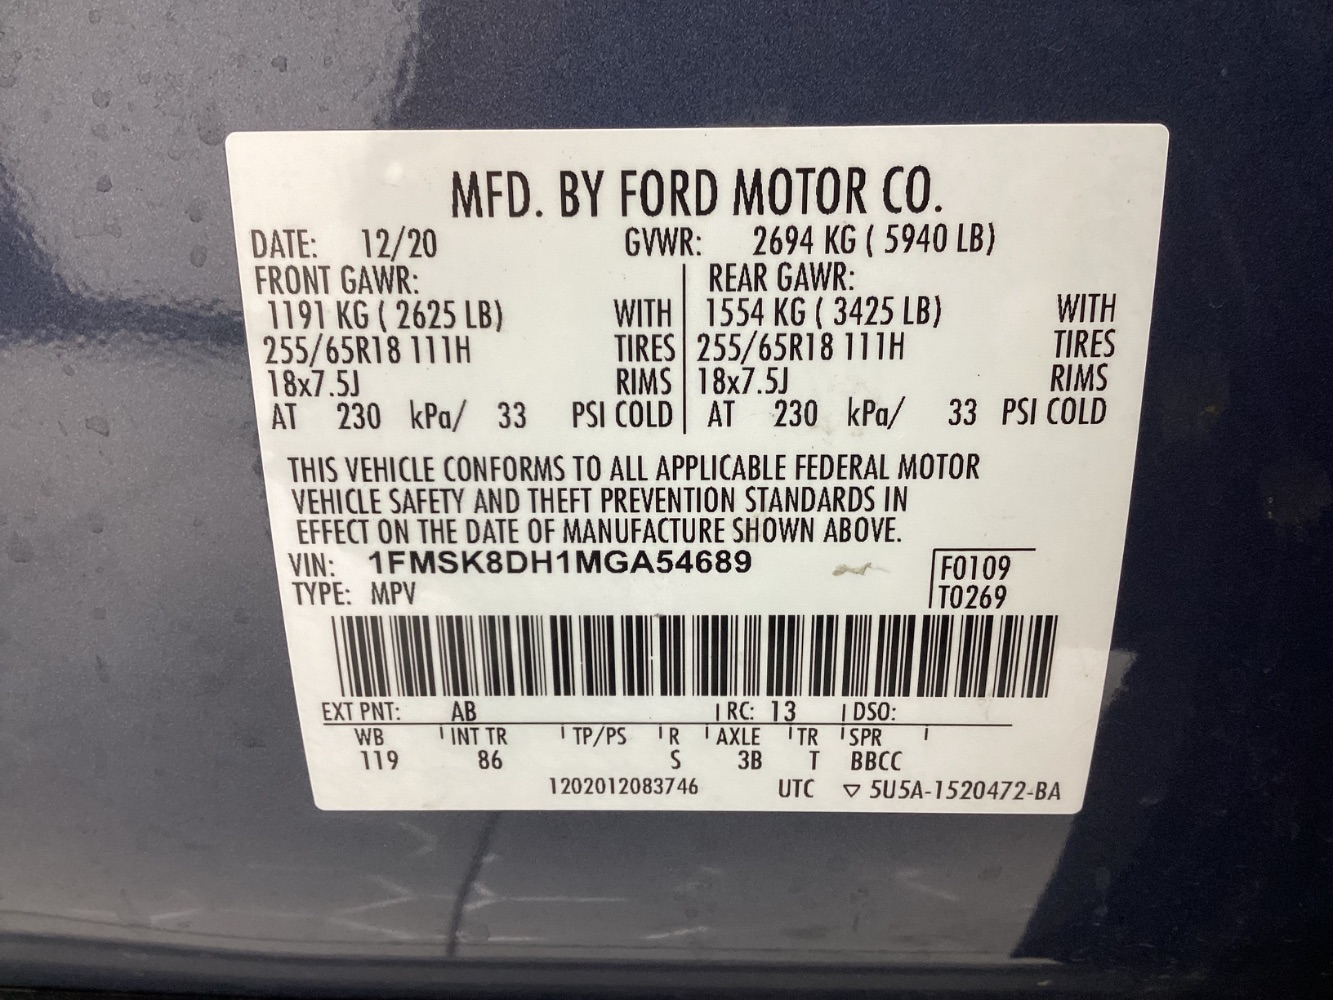 MFD. BY FORD MOTOR CO.
DATE: 12/20 GVWR: 2694 KG ( 5940 LB)
FRONT GAWR: REAR GAWR:
1191 KG ( 2625 LB) WITH 1554 KG ( 3425 LB) WITH
255/65R18 111H TIRES 255/65R18 111H TIRES
18x7.5J RIMS 18x7.5J RIMS
AT 230 kPa/ 33 PSI COLD AT 230 kPa/ 33 PSI COLD
THIS VEHICLE CONFORMS TO ALL APPLICABLE FEDERAL MOTOR
VEHICLE SAFETY AND THEFT PREVENTION STANDARDS IN
EFFECT ON THE DATE OF MANUFACTURE SHOWN ABOVE.
VIN: 1FMSK8DH1MGA54689 F0109
TYPE: MPV T0269
EXT PNT: AB RC: 13 DSO:
WB INT TR TP/PS R AXLE TR SPR
119 86 S 3B T BBCC
1202012083746 UTC ▽ 5U5A-1520472-BA